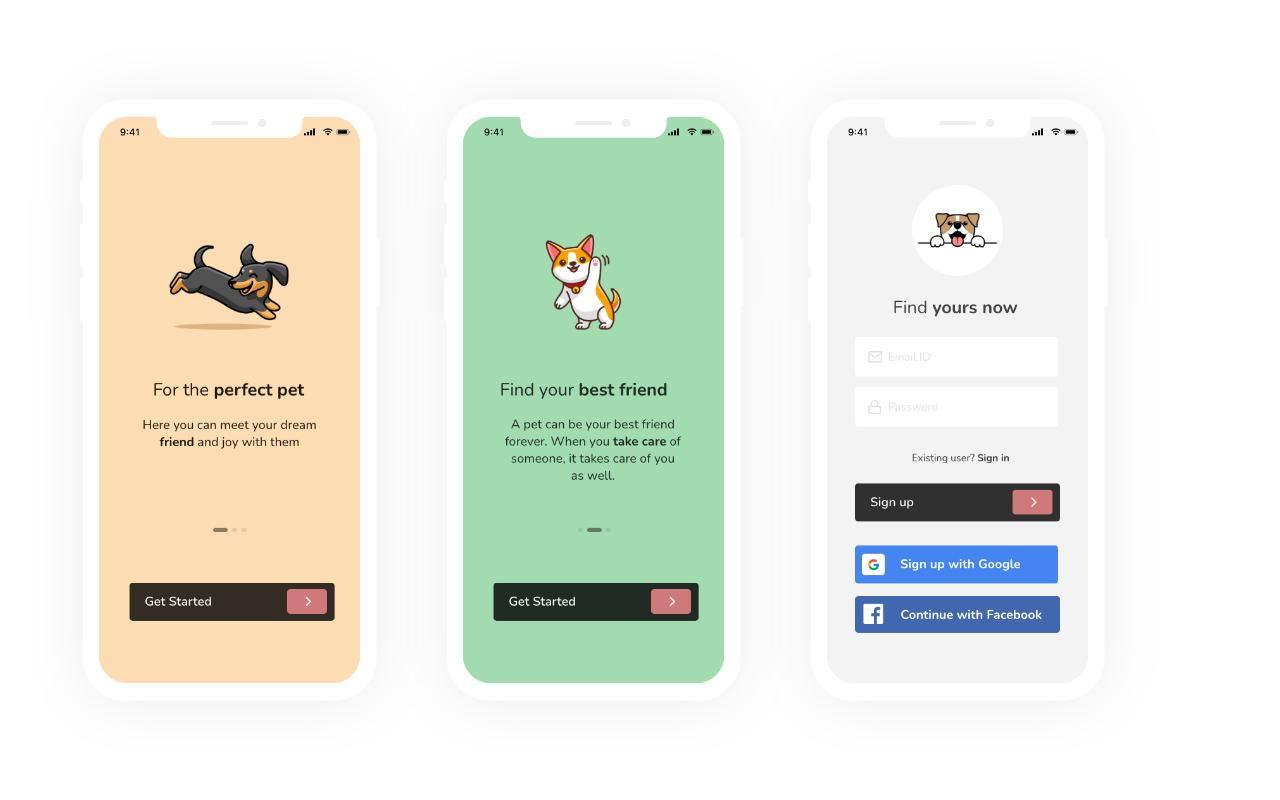 9:41
For the perfect pet
Here you can meet your dream
friend and joy with them
Get Started
9:41
Find your best friend
A pet can be your best friend
forever. When you take care of
someone, it takes care of you
as well.
Get Started
9:41
Find yours now
Email ID
Password
Existing user? Sign in
Sign up
Sign up with Google
Continue with Facebook